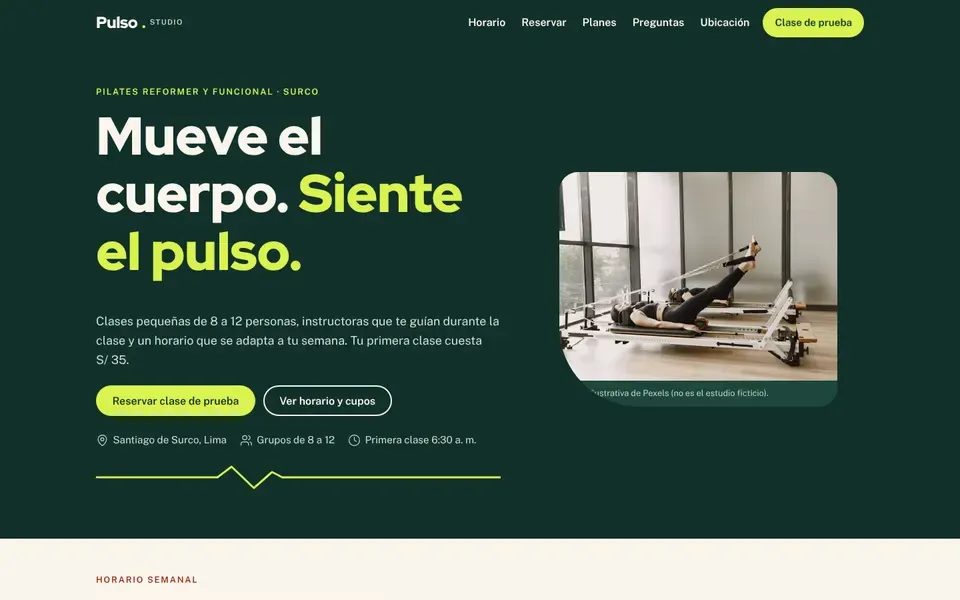 Pulso . STUDIO
Horario Reservar Planes Preguntas Ubicación Clase de prueba
PILATES REFORMER Y FUNCIONAL · SURCO
Mueve el
cuerpo. Siente
el pulso.
Clases pequeñas de 8 a 12 personas, instructoras que te guían durante la
clase y un horario que se adapta a tu semana. Tu primera clase cuesta
S/ 35.
Reservar clase de prueba Ver horario y cupos
Santiago de Surco, Lima Grupos de 8 a 12 Primera clase 6:30 a. m.
de Pexels (no es el estudio ficticio).
HORARIO SEMANAL